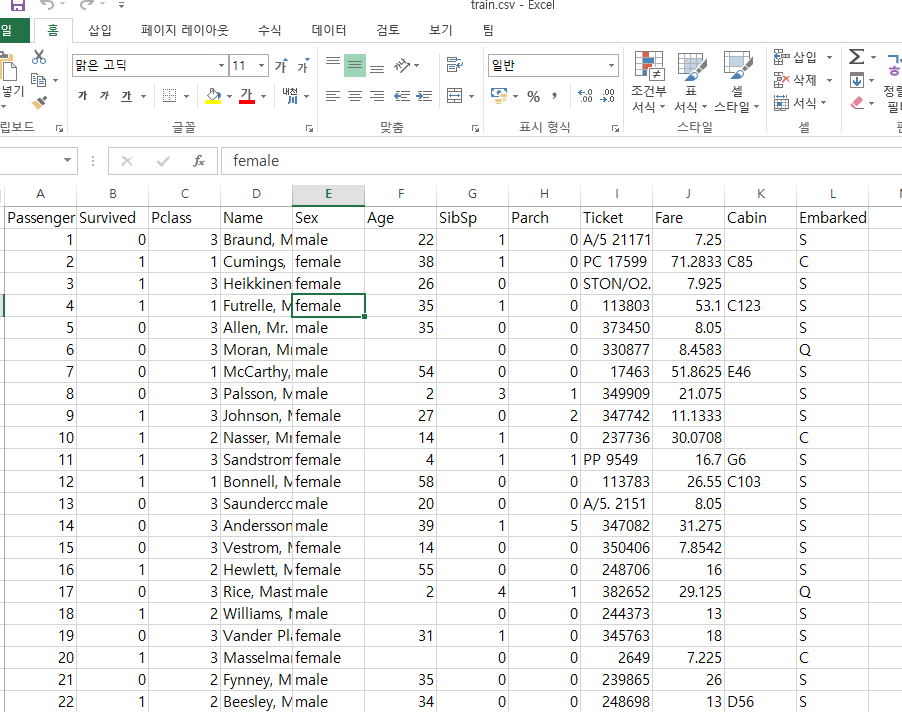 train.csv - Excel
일 홈 삽입 페이지 레이아웃 수식 데이터 검토 보기 팀
맑은 고딕 11 가 가 일반 삽입 Σ
넣기 가 가 가 가 내천 % , .0 .00 조건부 표 셀 삭제 정렬
서식 서식 스타일 서식 필터
립보드 글꼴 맞춤 표시 형식 스타일 셀
fx female
A B C D E F G H I J K L
Passenger Survived Pclass Name Sex Age SibSp Parch Ticket Fare Cabin Embarked
1 0 3 Braund, M male 22 1 0 A/5 21171 7.25 S
2 1 1 Cumings, female 38 1 0 PC 17599 71.2833 C85 C
3 1 3 Heikkinen female 26 0 0 STON/O2. 7.925 S
4 1 1 Futrelle, M female 35 1 0 113803 53.1 C123 S
5 0 3 Allen, Mr. male 35 0 0 373450 8.05 S
6 0 3 Moran, Mr male 0 0 330877 8.4583 Q
7 0 1 McCarthy, male 54 0 0 17463 51.8625 E46 S
8 0 3 Palsson, M male 2 3 1 349909 21.075 S
9 1 3 Johnson, M female 27 0 2 347742 11.1333 S
10 1 2 Nasser, Mr female 14 1 0 237736 30.0708 C
11 1 3 Sandstrom female 4 1 1 PP 9549 16.7 G6 S
12 1 1 Bonnell, M female 58 0 0 113783 26.55 C103 S
13 0 3 Saunderco male 20 0 0 A/5. 2151 8.05 S
14 0 3 Andersson male 39 1 5 347082 31.275 S
15 0 3 Vestrom, M female 14 0 0 350406 7.8542 S
16 1 2 Hewlett, M female 55 0 0 248706 16 S
17 0 3 Rice, Mast male 2 4 1 382652 29.125 Q
18 1 2 Williams, M male 0 0 244373 13 S
19 0 3 Vander Pla female 31 1 0 345763 18 S
20 1 3 Masselman female 0 0 2649 7.225 C
21 0 2 Fynney, M male 35 0 0 239865 26 S
22 1 2 Beesley, M male 34 0 0 248698 13 D56 S